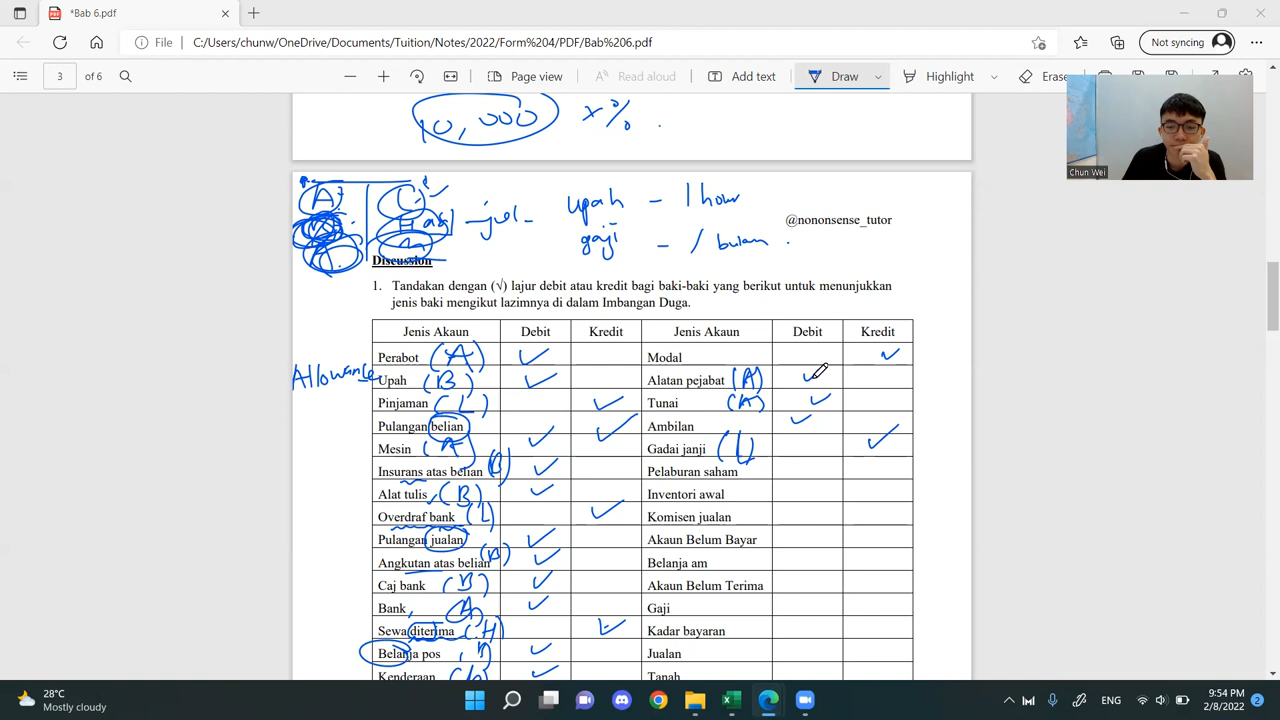 *Bab 6.pdf
File C:/Users/chunw/OneDrive/Documents/Tuition/Notes/2022/Form%204/PDF/Bab%206.pdf
Not syncing
3 of 6
Page view
Read aloud
Add text
Draw
Highlight
Erase
Chun Wei
10,000 x %
upah - 1 hour
jual -
@nononsense_tutor
gaji - / bulan
Discussion
1. Tandakan dengan (√) lajur debit atau kredit bagi baki-baki yang berikut untuk menunjukkan
jenis baki mengikut lazimnya di dalam Imbangan Duga.
Jenis Akaun Debit Kredit Jenis Akaun Debit Kredit
Perabot (A) ✓ Modal ✓
Allowance
Upah (B) ✓ Alatan pejabat (A) ✓
Pinjaman (L) ✓ Tunai (A) ✓
Pulangan belian ✓ Ambilan ✓
Mesin (A) ✓ Gadai janji (L) ✓
Insurans atas belian (B) ✓ Pelaburan saham
Alat tulis (B) ✓ Inventori awal
Overdraf bank (L) ✓ Komisen jualan
Pulangan jualan ✓ Akaun Belum Bayar
Angkutan atas belian (B) ✓ Belanja am
Caj bank (B) ✓ Akaun Belum Terima
Bank (A) ✓ Gaji
Sewa diterima (H) ✓ Kadar bayaran
Belanja pos ✓ Jualan
Kenderaan ✓ Tanah
28°C
Mostly cloudy
ENG
9:54 PM
2/8/2022